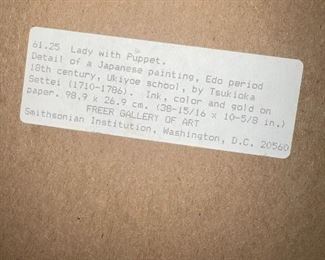 61.25 Lady with Puppet.
Detail of a Japanese painting, Edo period
18th century, Ukiyoe school, by Tsukioka
Settei (1710-1786). Ink, color and gold on
paper. 98.9 x 26.9 cm. (38-15/16 x 10-5/8 in.)
FREER GALLERY OF ART
Smithsonian Institution, Washington, D.C. 20560